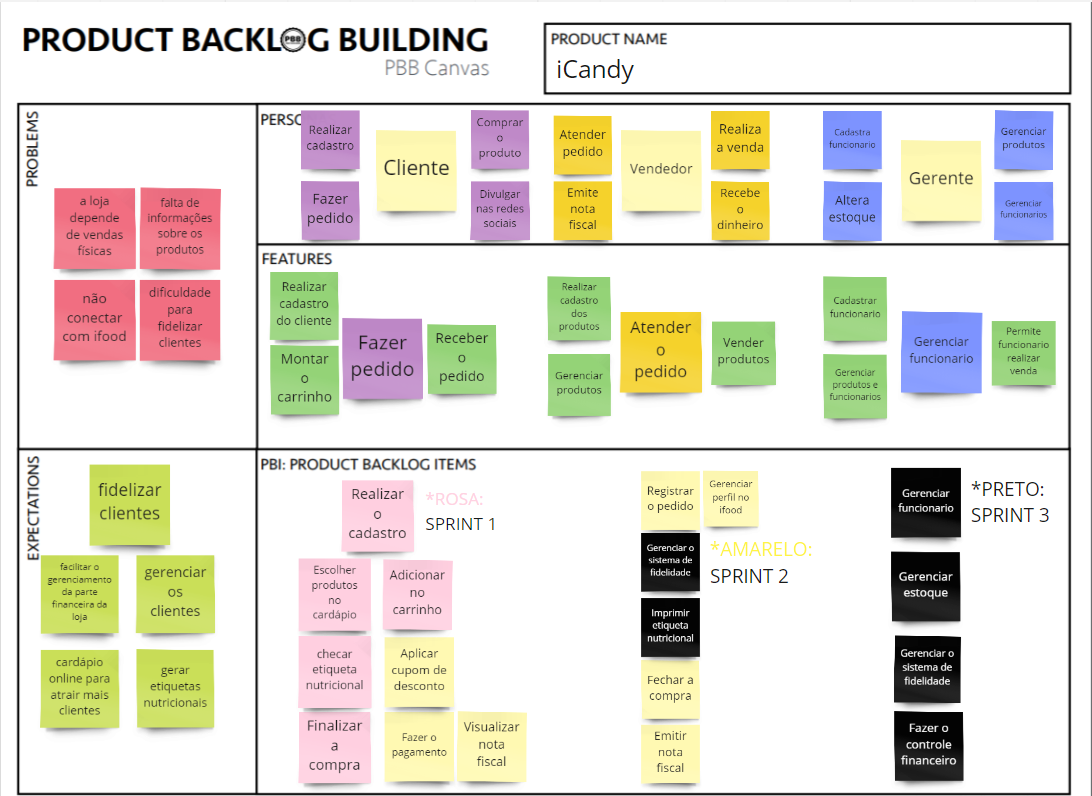 PRODUCT BACKLOG BUILDING
PBB
PBB Canvas
PRODUCT NAME
iCandy
PROBLEMS
a loja
depende
de vendas
físicas
falta de
informações
sobre os
produtos
não
conectar
com ifood
dificuldade
para
fidelizar
clientes
PERSO
Realizar
cadastro
Fazer
pedido
Cliente
Comprar
o
produto
Divulgar
nas redes
sociais
Atender
pedido
Emite
nota
fiscal
Vendedor
Realiza
a venda
Recebe
o
dinheiro
Cadastra
funcionario
Altera
estoque
Gerente
Gerenciar
produtos
Gerenciar
funcionarios
FEATURES
Realizar
cadastro
do cliente
Montar
o
carrinho
Fazer
pedido
Receber
o
pedido
Realizar
cadastro
dos
produtos
Gerenciar
produtos
Atender
o
pedido
Vender
produtos
Cadastrar
funcionario
Gerenciar
produtos e
funcionarios
Gerenciar
funcionario
Permite
funcionario
realizar
venda
EXPECTATIONS
fidelizar
clientes
facilitar o
gerenciamento
da parte
financeira da
loja
gerenciar
os
clientes
cardápio
online para
atrair mais
clientes
gerar
etiquetas
nutricionais
PBI: PRODUCT BACKLOG ITEMS
Realizar
o
cadastro
*ROSA:
SPRINT 1
Escolher
produtos
no
cardápio
Adicionar
no
carrinho
checar
etiqueta
nutricional
Aplicar
cupom de
desconto
Finalizar
a
compra
Fazer o
pagamento
Visualizar
nota
fiscal
Registrar
o pedido
Gerenciar
perfil no
ifood
Gerenciar o
sistema de
fidelidade
*AMARELO:
SPRINT 2
Imprimir
etiqueta
nutricional
Fechar a
compra
Emitir
nota
fiscal
Gerenciar
funcionario
*PRETO:
SPRINT 3
Gerenciar
estoque
Gerenciar o
sistema de
fidelidade
Fazer o
controle
financeiro